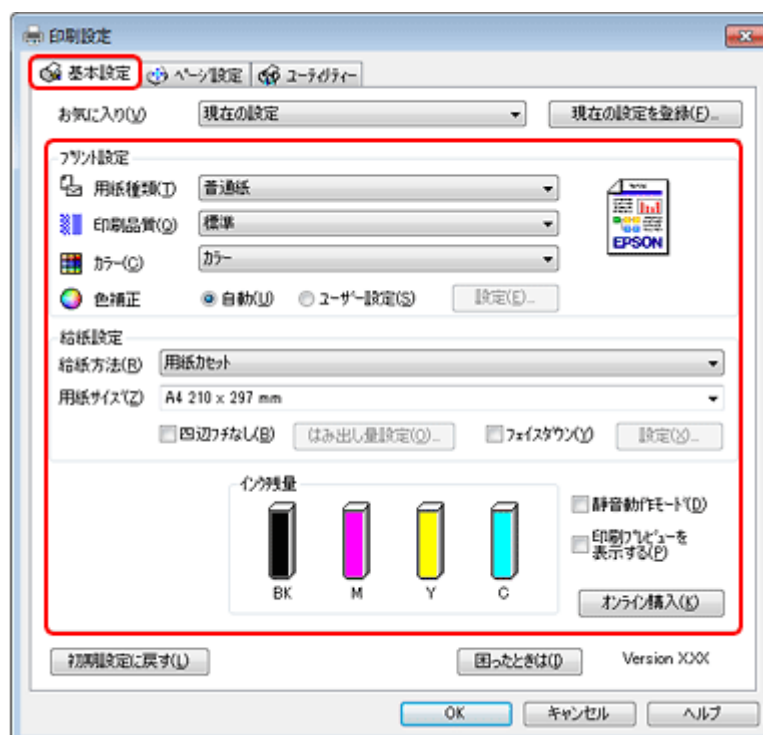 印刷設定
基本設定 ページ設定 ユーティリティー
お気に入り(V) 現在の設定 現在の設定を登録(F)...
プリント設定
用紙種類(T) 普通紙
印刷品質(Q) 標準
EPSON
カラー(C) カラー
色補正 自動(U) ユーザー設定(S) 設定(E)...
給紙設定
給紙方法(R) 用紙カセット
用紙サイズ(Z) A4 210 x 297 mm
四辺フチなし(B) はみ出し量設定(O)... フェイスダウン(Y) 設定(X)...
インク残量
BK M Y C
静音動作モード(D)
印刷プレビューを
表示する(P)
オンライン購入(K)
初期設定に戻す(L) 困ったときは(I) Version X.XX
OK キャンセル ヘルプ